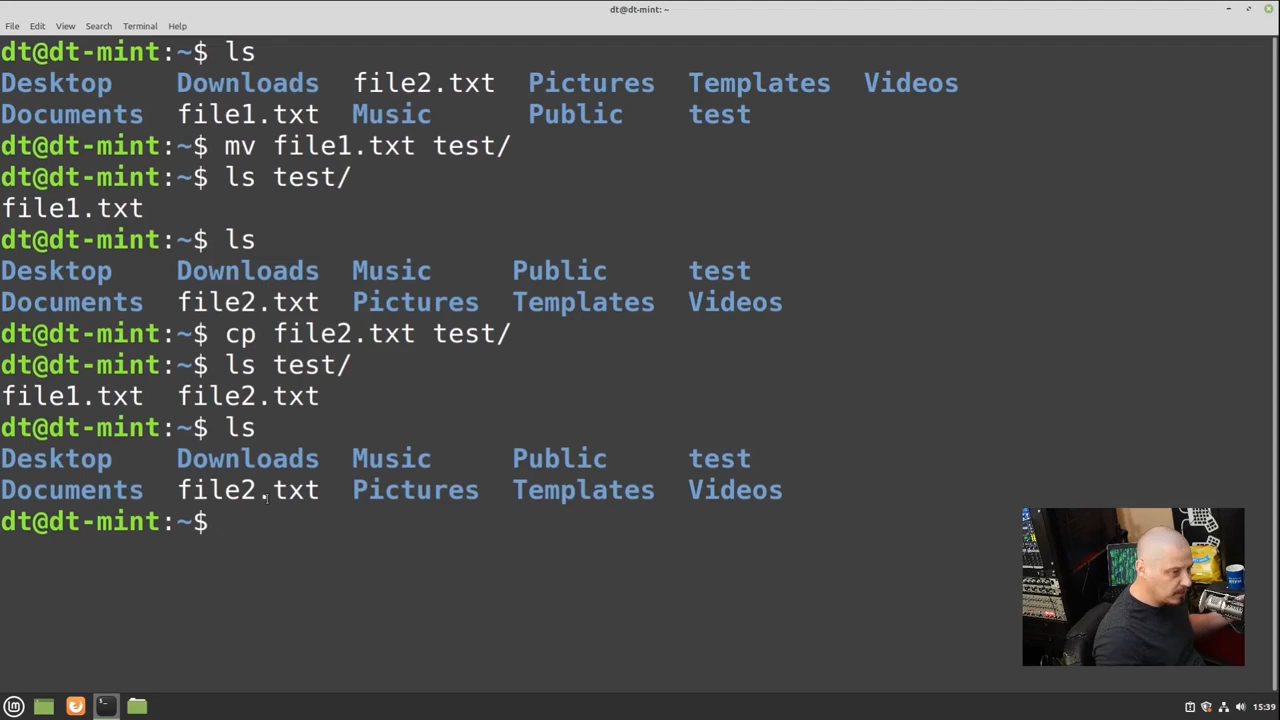 dt@dt-mint: ~
File Edit View Search Terminal Help
dt@dt-mint:~$ ls
Desktop Downloads file2.txt Pictures Templates Videos
Documents file1.txt Music Public test
dt@dt-mint:~$ mv file1.txt test/
dt@dt-mint:~$ ls test/
file1.txt
dt@dt-mint:~$ ls
Desktop Downloads Music Public test
Documents file2.txt Pictures Templates Videos
dt@dt-mint:~$ cp file2.txt test/
dt@dt-mint:~$ ls test/
file1.txt file2.txt
dt@dt-mint:~$ ls
Desktop Downloads Music Public test
Documents file2.txt Pictures Templates Videos
dt@dt-mint:~$
15:39